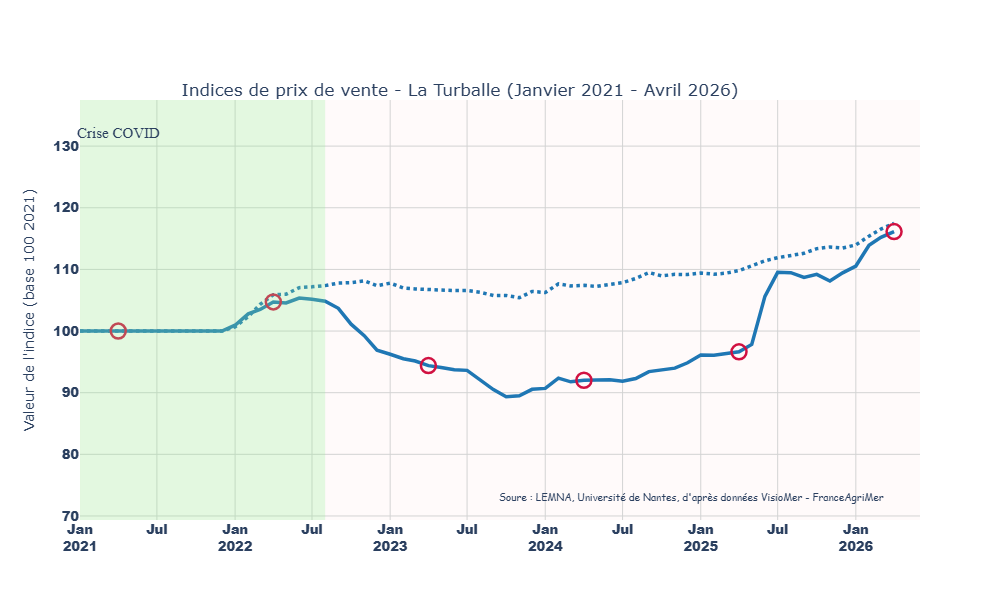 Indices de prix de vente - La Turballe (Janvier 2021 - Avril 2026)
Crise COVID
Valeur de l'indice (base 100 2021)
130
120
110
100
90
80
70
Soure : LEMNA, Université de Nantes, d'après données VisioMer - FranceAgriMer
Jan Jul Jan Jul Jan Jul Jan Jul Jan Jul Jan
2021 2022 2023 2024 2025 2026